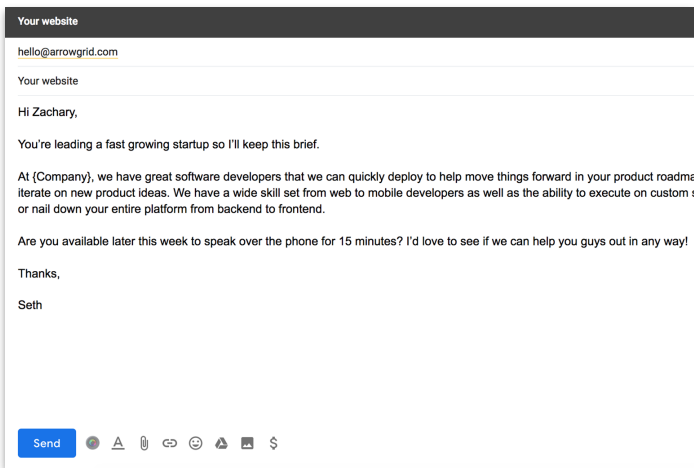 Your website
hello@arrowgrid.com
Your website
Hi Zachary,
You’re leading a fast growing startup so I’ll keep this brief.
At {Company}, we have great software developers that we can quickly deploy to help move things forward in your product
iterate on new product ideas. We have a wide skill set from web to mobile developers as well as the ability to execute on custom
or nail down your entire platform from backend to frontend.
Are you available later this week to speak over the phone for 15 minutes? I’d love to see if we can help you guys out in any way!
Thanks,
Seth
Send